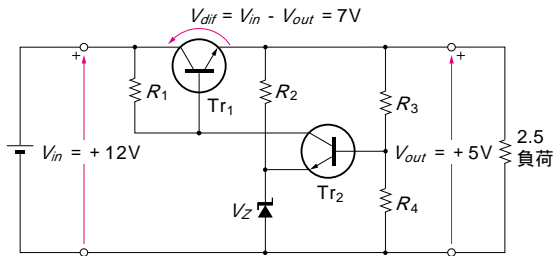 Vdif = Vin - Vout = 7V
+
+
R1
Tr1
R2
R3
Vin = + 12V
Vout = + 5V
2.5
負荷
Tr2
VZ
R4